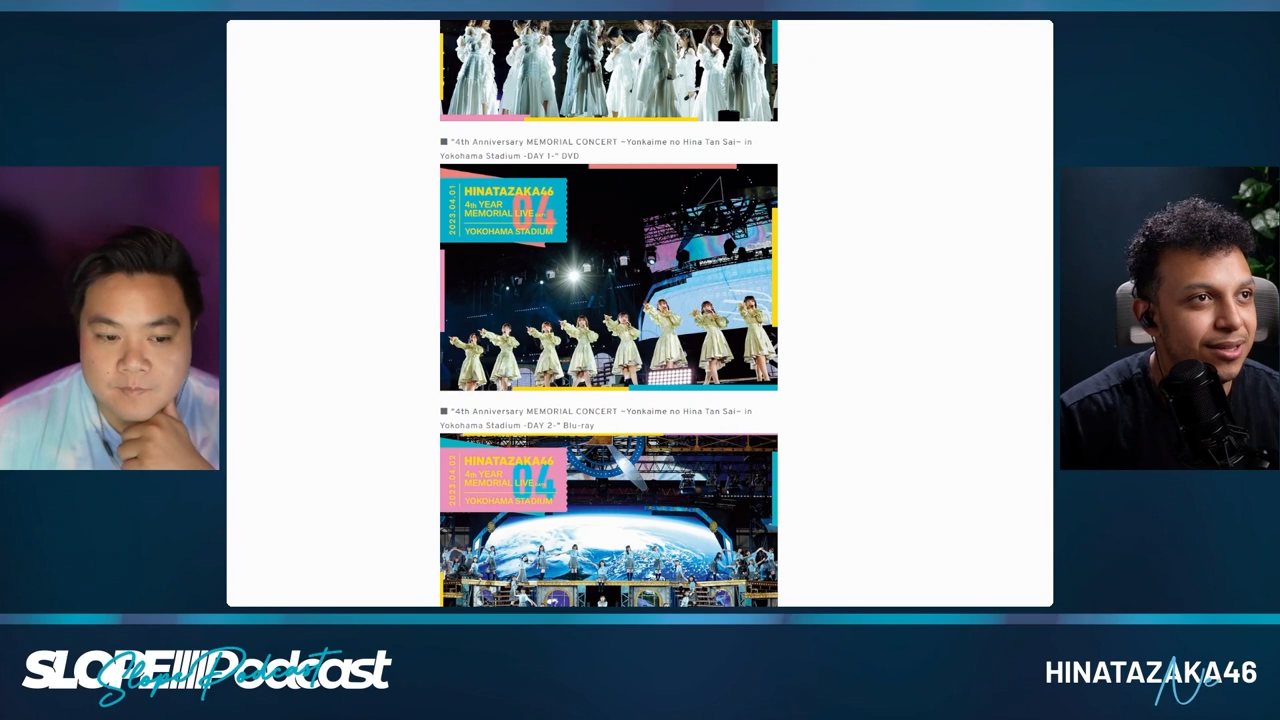 ■ "4th Anniversary MEMORIAL CONCERT ~Yonkaime no Hina Tan Sai~ in
Yokohama Stadium -DAY 1-" DVD
2023.04.01
HINATAZAKA46
4th YEAR
MEMORIAL LIVE
04
YOKOHAMA STADIUM
■ "4th Anniversary MEMORIAL CONCERT ~Yonkaime no Hina Tan Sai~ in
Yokohama Stadium -DAY 2-" Blu-ray
2023.04.02
HINATAZAKA46
4th YEAR
MEMORIAL LIVE
04
YOKOHAMA STADIUM
SLOPE Podcast
Slope Podcast
HINATAZAKA46